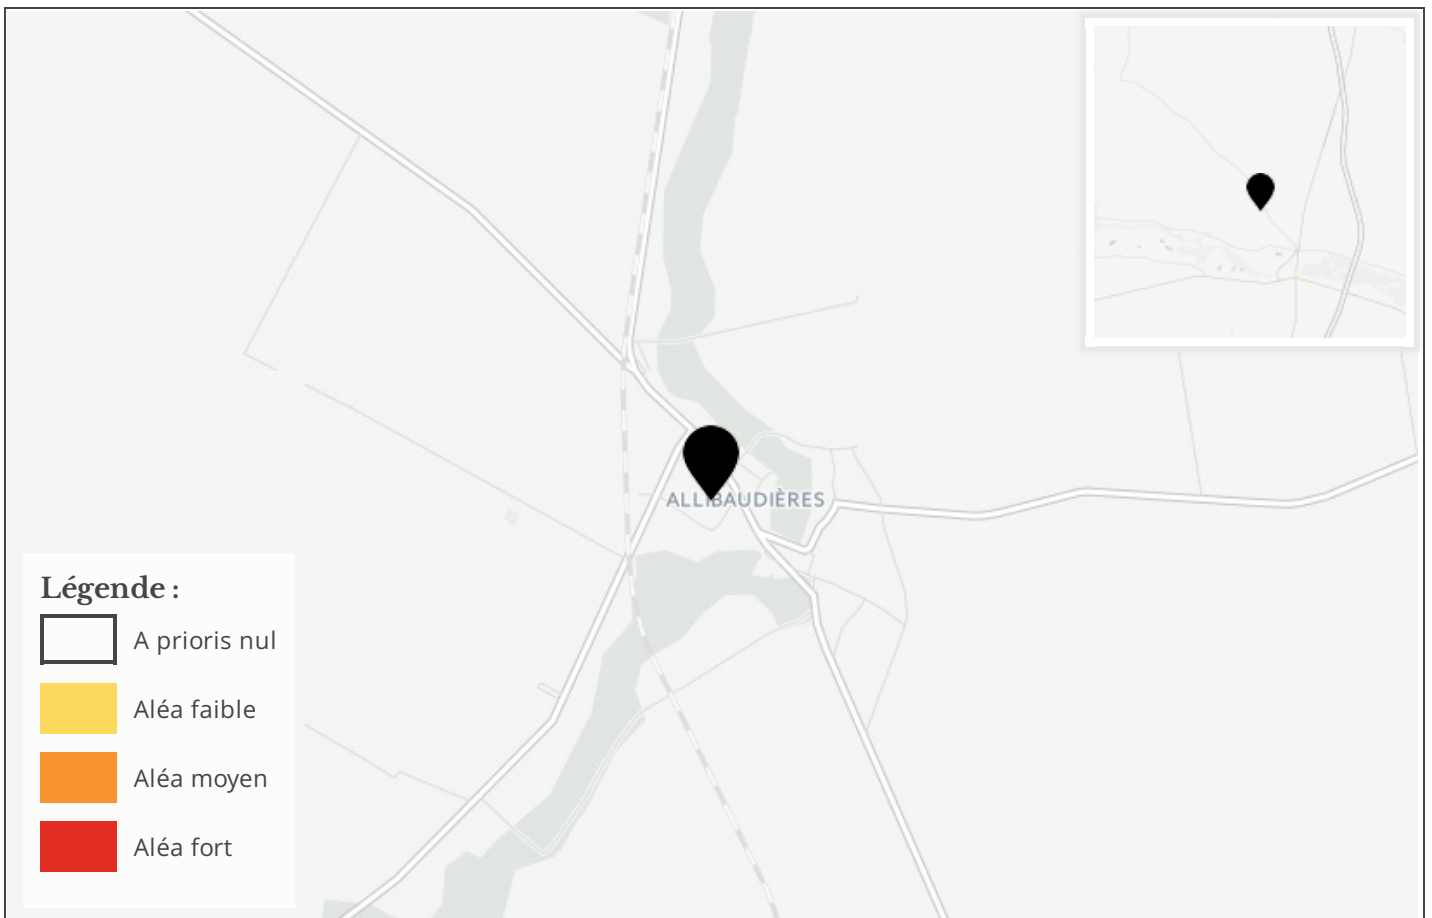 ALLIBAUDIÈRES
Légende :
A prioris nul
Aléa faible
Aléa moyen
Aléa fort